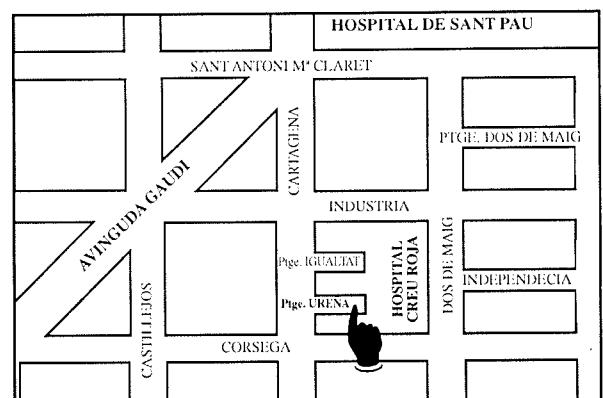 HOSPITAL DE SANT PAU
SANT ANTONI Mª CLARET
CARTAGENA
PTGE. DOS DE MAIG
AVINGUDA GAUDI
INDUSTRIA
Ptge. IGUALTAT
HOSPITAL
CREU ROJA
DOS DE MAIG
INDEPENDECIA
CASTILLEJOS
Ptge. URENA
CORSEGA